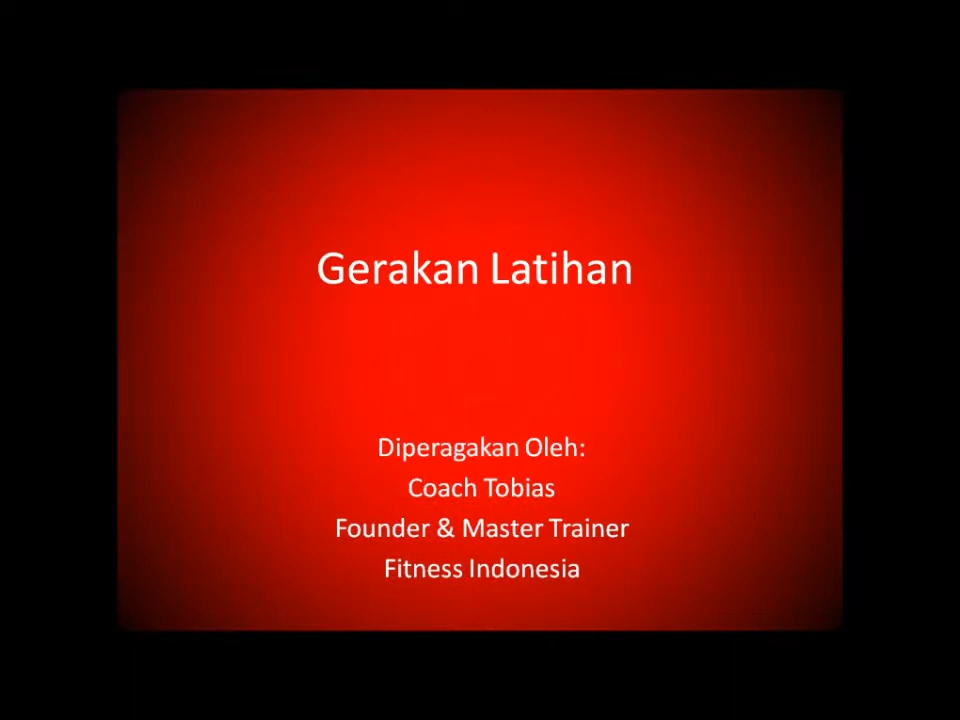 Gerakan Latihan
Diperagakan Oleh:
Coach Tobias
Founder & Master Trainer
Fitness Indonesia